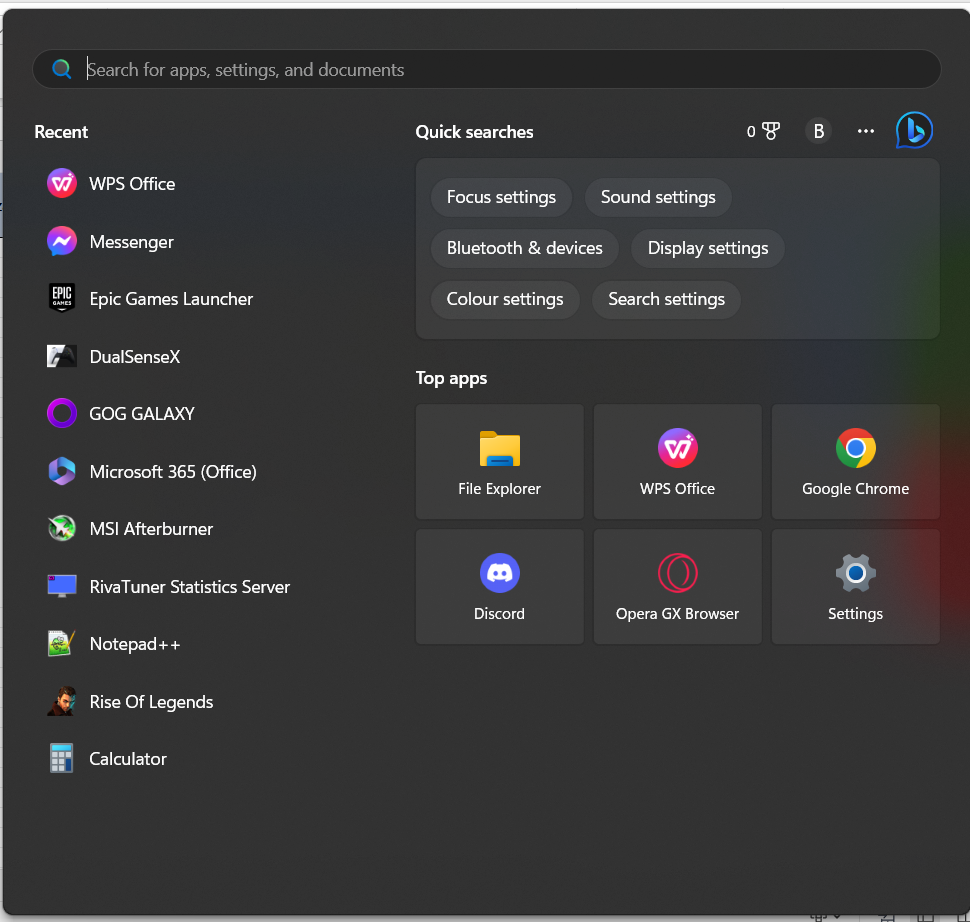 Search for apps, settings, and documents
Recent
WPS Office
Messenger
EPIC
GAMES
Epic Games Launcher
DualSenseX
GOG GALAXY
Microsoft 365 (Office)
MSI Afterburner
RivaTuner Statistics Server
Notepad++
Rise Of Legends
Calculator
Quick searches
0
B
Focus settings
Sound settings
Bluetooth & devices
Display settings
Colour settings
Search settings
Top apps
File Explorer
WPS Office
Google Chrome
Discord
Opera GX Browser
Settings